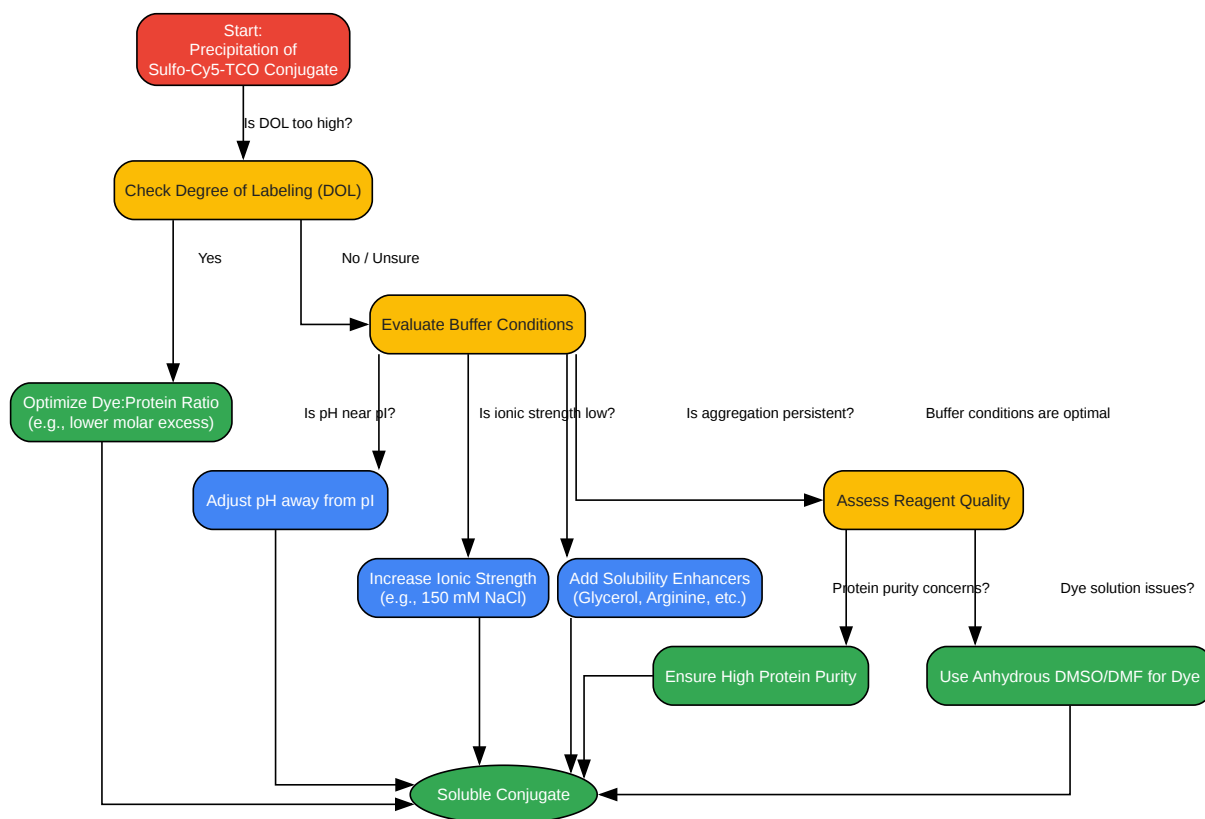 Start:
Precipitation of
Sulfo-Cy5-TCO Conjugate
Is DOL too high?
Check Degree of Labeling (DOL)
Yes
No / Unsure
Evaluate Buffer Conditions
Optimize Dye:Protein Ratio
(e.g., lower molar excess)
Is pH near pI?
Is ionic strength low?
Is aggregation persistent?
Buffer conditions are optimal
Adjust pH away from pI
Assess Reagent Quality
Increase Ionic Strength
(e.g., 150 mM NaCl)
Add Solubility Enhancers
(Glycerol, Arginine, etc.)
Protein purity concerns?
Dye solution issues?
Ensure High Protein Purity
Use Anhydrous DMSO/DMF for Dye
Soluble Conjugate